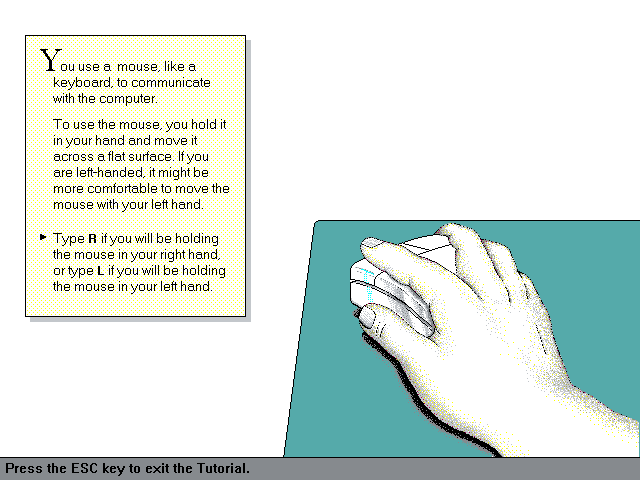 You use a mouse, like a
keyboard, to communicate
with the computer.
To use the mouse, you hold it
in your hand and move it
across a flat surface. If you
are left-handed, it might be
more comfortable to move the
mouse with your left hand.
Type R if you will be holding
the mouse in your right hand,
or type L if you will be holding
the mouse in your left hand.
Press the ESC key to exit the Tutorial.